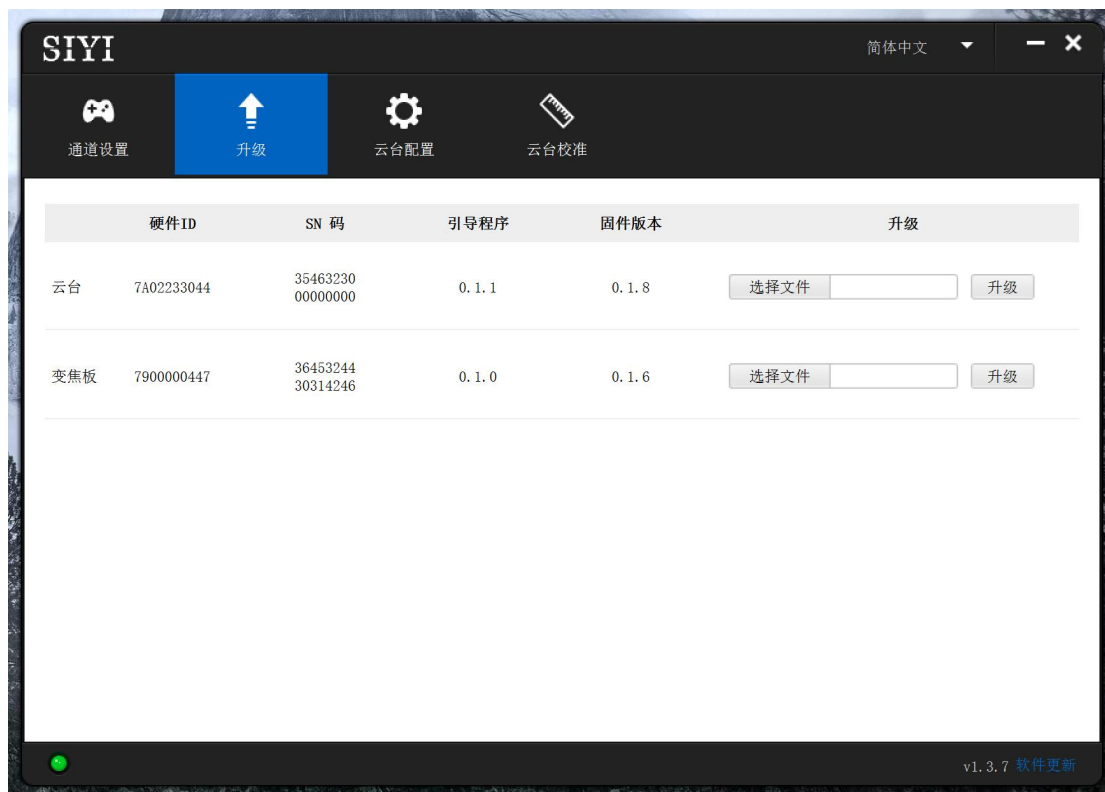 SIYI
简体中文
通道设置
升级
云台配置
云台校准
硬件ID SN 码 引导程序 固件版本 升级
云台 7A02233044 35463230 00000000 0.1.1 0.1.8 选择文件 升级
变焦板 7900000447 36453244 30314246 0.1.0 0.1.6 选择文件 升级
v1.3.7 软件更新